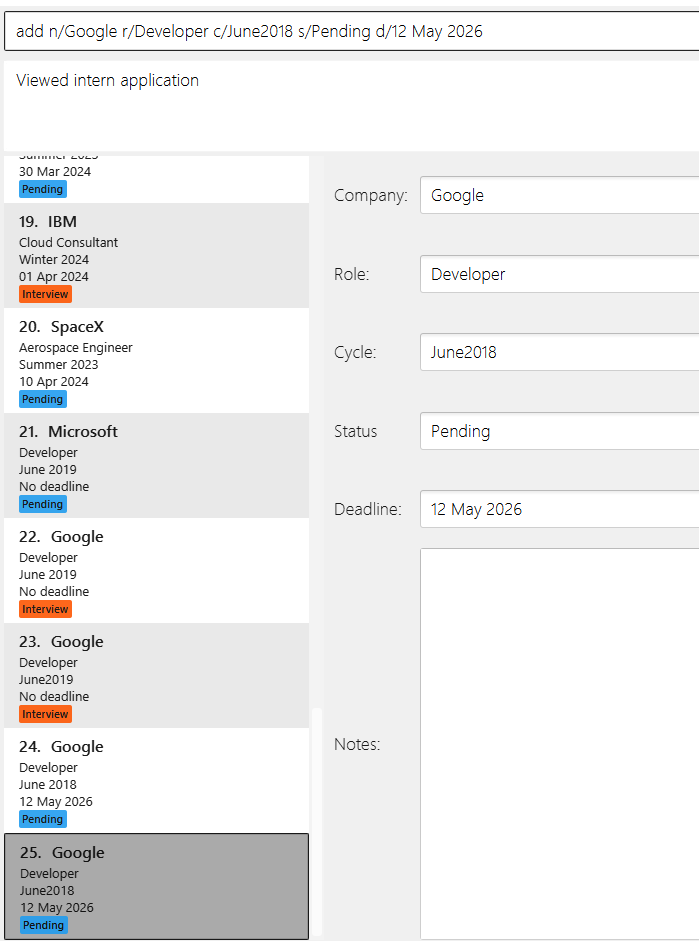 add n/Google r/Developer c/June2018 s/Pending d/12 May 2026
Viewed intern application
Summer 2023
30 Mar 2024
Pending
19. IBM
Cloud Consultant
Winter 2024
01 Apr 2024
Interview
20. SpaceX
Aerospace Engineer
Summer 2023
10 Apr 2024
Pending
21. Microsoft
Developer
June 2019
No deadline
Pending
22. Google
Developer
June 2019
No deadline
Interview
23. Google
Developer
June2019
No deadline
Interview
24. Google
Developer
June 2018
12 May 2026
Pending
25. Google
Developer
June2018
12 May 2026
Pending
Company: Google
Role: Developer
Cycle: June2018
Status Pending
Deadline: 12 May 2026
Notes: